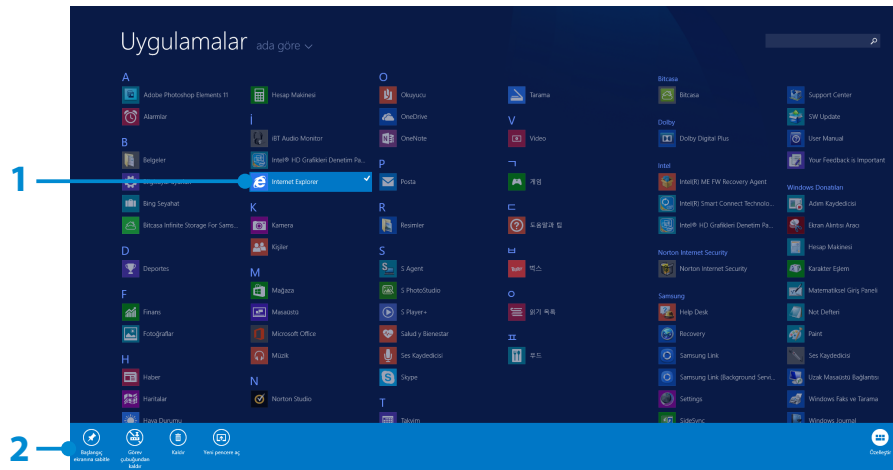 Uygulamalar ada göre
A
Adobe Photoshop Elements 11
Alarmlar
B
Belgeler
Bing Seyahat
Bitcasa Infinite Storage For Sams...
D
Deportes
F
Finans
Fotoğraflar
H
Haber
Haritalar
Hava Durumu
Hesap Makinesi
İ
iBT Audio Monitor
Intel® HD Grafikleri Denetim Pa...
1
Internet Explorer
K
Kamera
Kişiler
M
Mağaza
Masaüstü
Microsoft Office
Müzik
N
Norton Studio
O
Okuyucu
OneDrive
OneNote
P
Posta
R
Resimler
S
S Agent
S PhotoStudio
S Player+
Salud y Bienestar
Ses Kaydedicisi
Skype
T
Takvim
Tarama
V
Video
ㄱ
게임
ㄷ
도움말과 팁
ㅂ
벅스
ㅇ
읽기 목록
ㅍ
푸드
Bitcasa
Bitcasa
Dolby
Dolby Digital Plus
Intel
Intel(R) ME FW Recovery Agent
Intel(R) Smart Connect Technolo...
Intel® HD Grafikleri Denetim Pa...
Norton Internet Security
Norton Internet Security
Samsung
Help Desk
Recovery
Samsung Link
Samsung Link (Background Servi...
Settings
SideSync
Support Center
SW Update
User Manual
Your Feedback is Important
Windows Donatıları
Adım Kaydedicisi
Ekran Alıntısı Aracı
Hesap Makinesi
Karakter Eşlem
Matematiksel Giriş Paneli
Not Defteri
Paint
Ses Kaydedicisi
Uzak Masaüstü Bağlantısı
Windows Faks ve Tarama
Windows Journal
2
Başlangıç
ekranına sabitle
Görev
çubuğundan
kaldır
Kaldır
Yeni pencere aç
Özelleştir